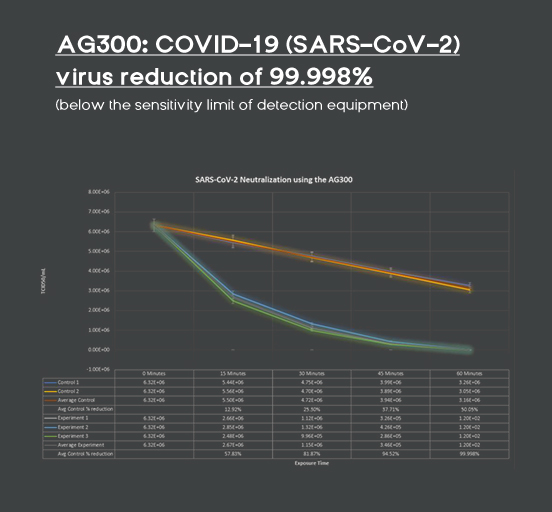 AG300: COVID-19 (SARS-CoV-2)
virus reduction of 99.998%
(below the sensitivity limit of detection equipment)
SARS-CoV-2 Neutralization using the AG300
8.00E+06
7.00E+06
6.00E+06
5.00E+06
4.00E+06
3.00E+06
2.00E+06
1.00E+06
0.00E+00
-1.00E+06
TCID50/mL
0 Minutes 15 Minutes 30 Minutes 45 Minutes 60 Minutes
Control 1 6.32E+06 5.44E+06 4.75E+06 3.99E+06 3.26E+06
Control 2 6.32E+06 5.56E+06 4.70E+06 3.89E+06 3.05E+06
Average Control 6.32E+06 5.50E+06 4.72E+06 3.94E+06 3.16E+06
Avg Control % reduction 12.92% 25.30% 37.71% 50.05%
Experiment 1 6.32E+06 2.66E+06 1.12E+06 3.26E+05 1.20E+02
Experiment 2 6.32E+06 2.85E+06 1.32E+06 4.26E+05 1.20E+02
Experiment 3 6.32E+06 2.48E+06 9.96E+05 2.86E+05 1.20E+02
Average Experiment 6.32E+06 2.67E+06 1.15E+06 3.46E+05 1.20E+02
Avg Control % reduction 57.83% 81.87% 94.52% 99.998%
Exposure Time